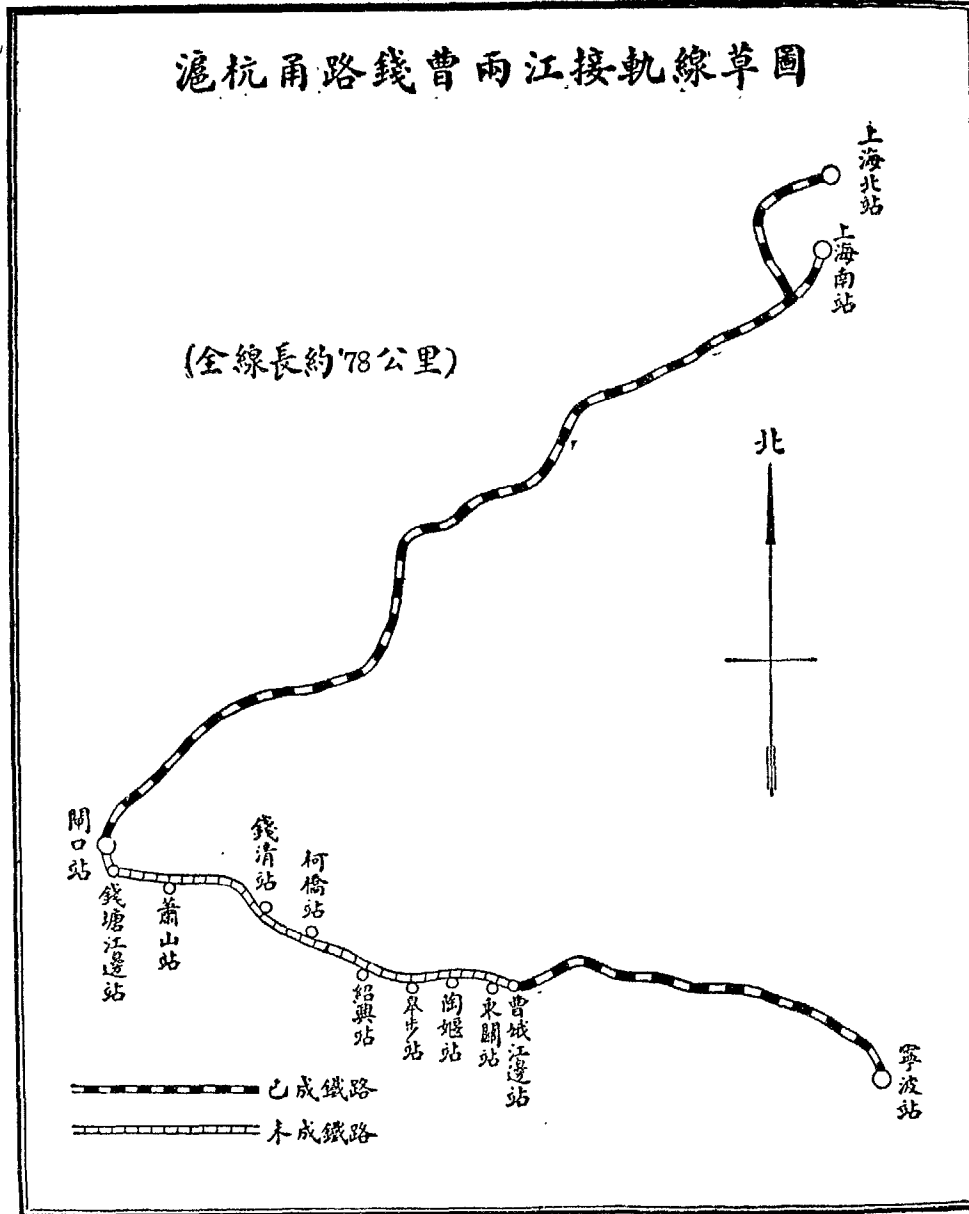 滬杭甬路錢曹兩江接軌線草圖
上海北站
上海南站
(全線長約78公里)
北
閘口站
錢塘江邊站
蕭山站
錢清站
柯橋站
紹興站
皋步站
陶堰站
東關站
曹娥江邊站
寧波站
已成鐵路
未成鐵路